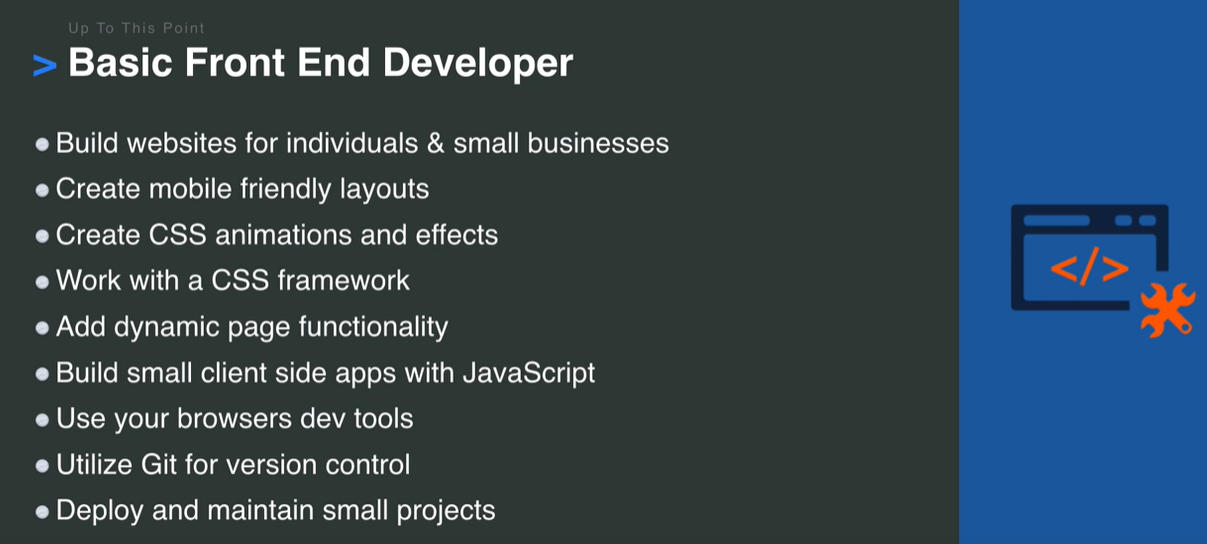 Up To This Point
> Basic Front End Developer
Build websites for individuals & small businesses
Create mobile friendly layouts
Create CSS animations and effects
Work with a CSS framework
Add dynamic page functionality
Build small client side apps with JavaScript
Use your browsers dev tools
Utilize Git for version control
Deploy and maintain small projects
<//>